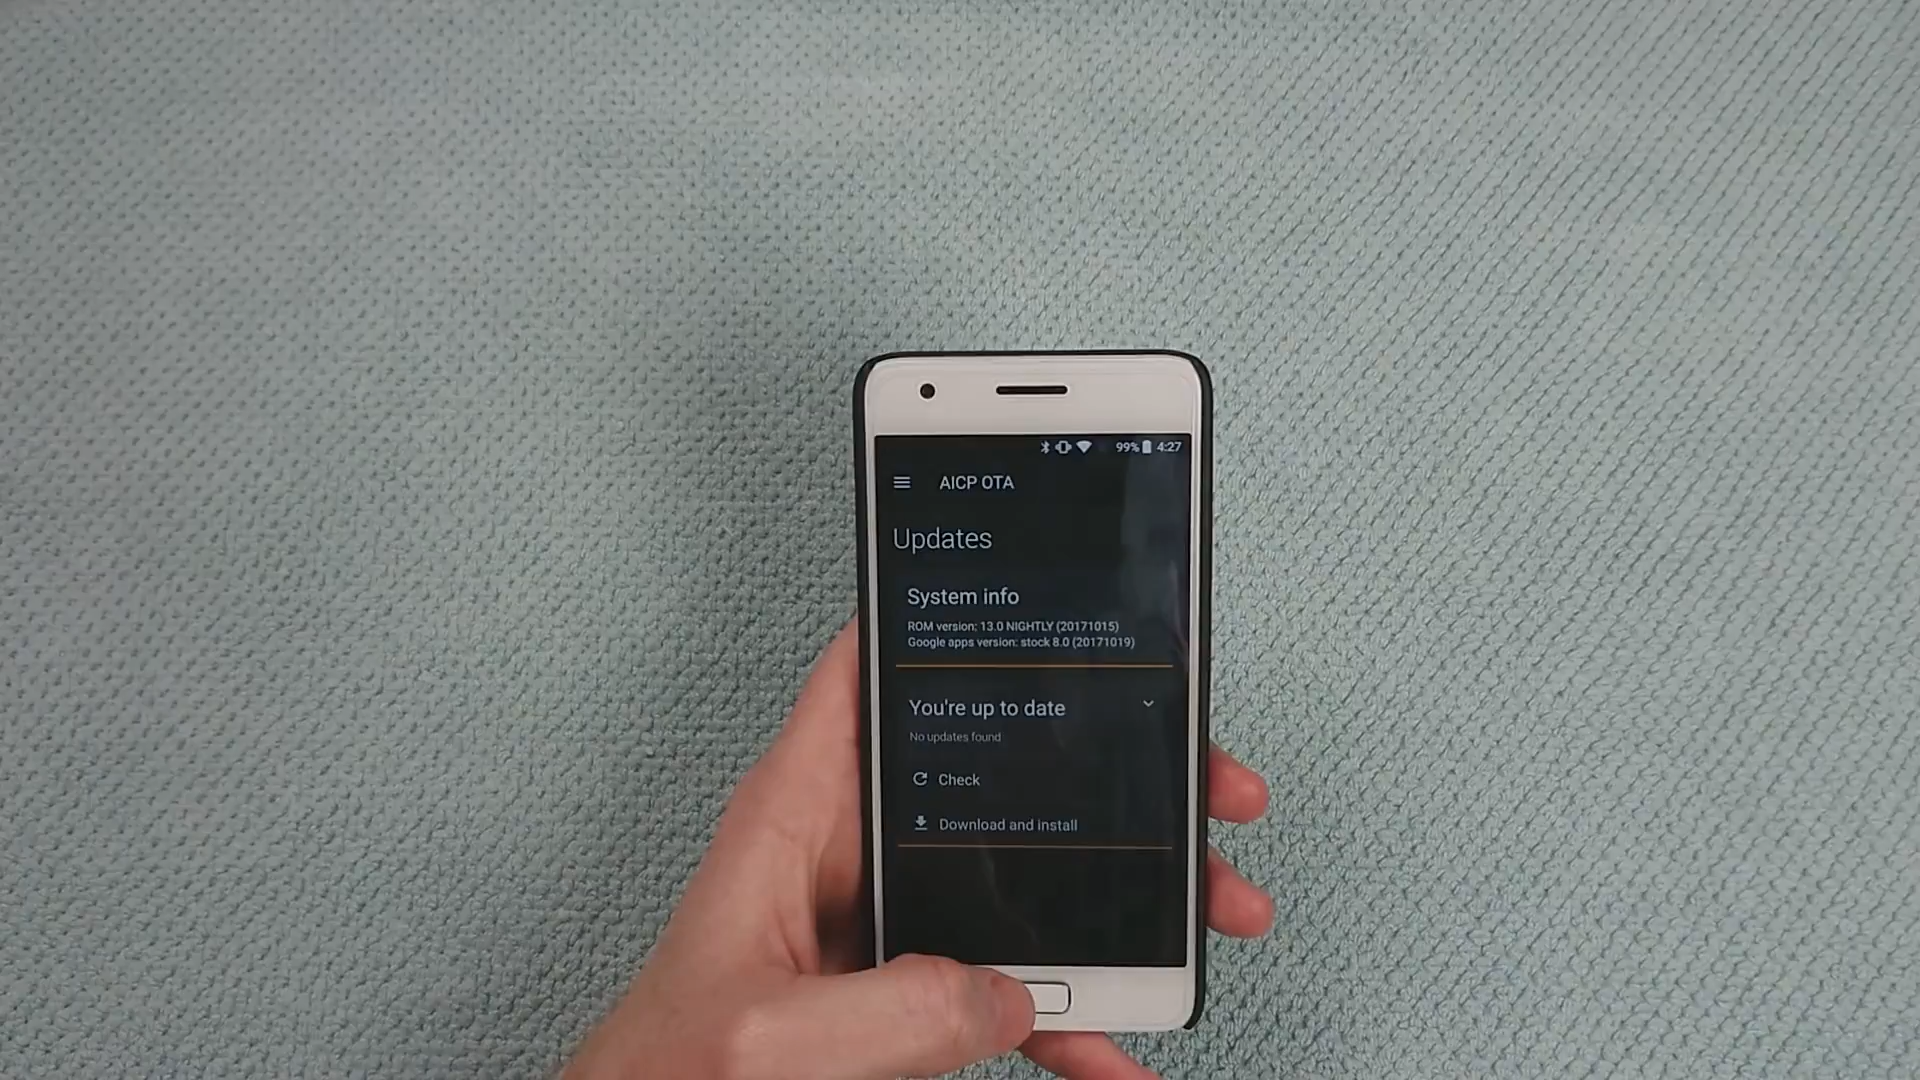 99% 4:27
AICP OTA
Updates
System info
ROM version: 13.0 NIGHTLY (20171015)
Google apps version: stock 8.0 (20171019)
You're up to date
No updates found
Check
Download and install